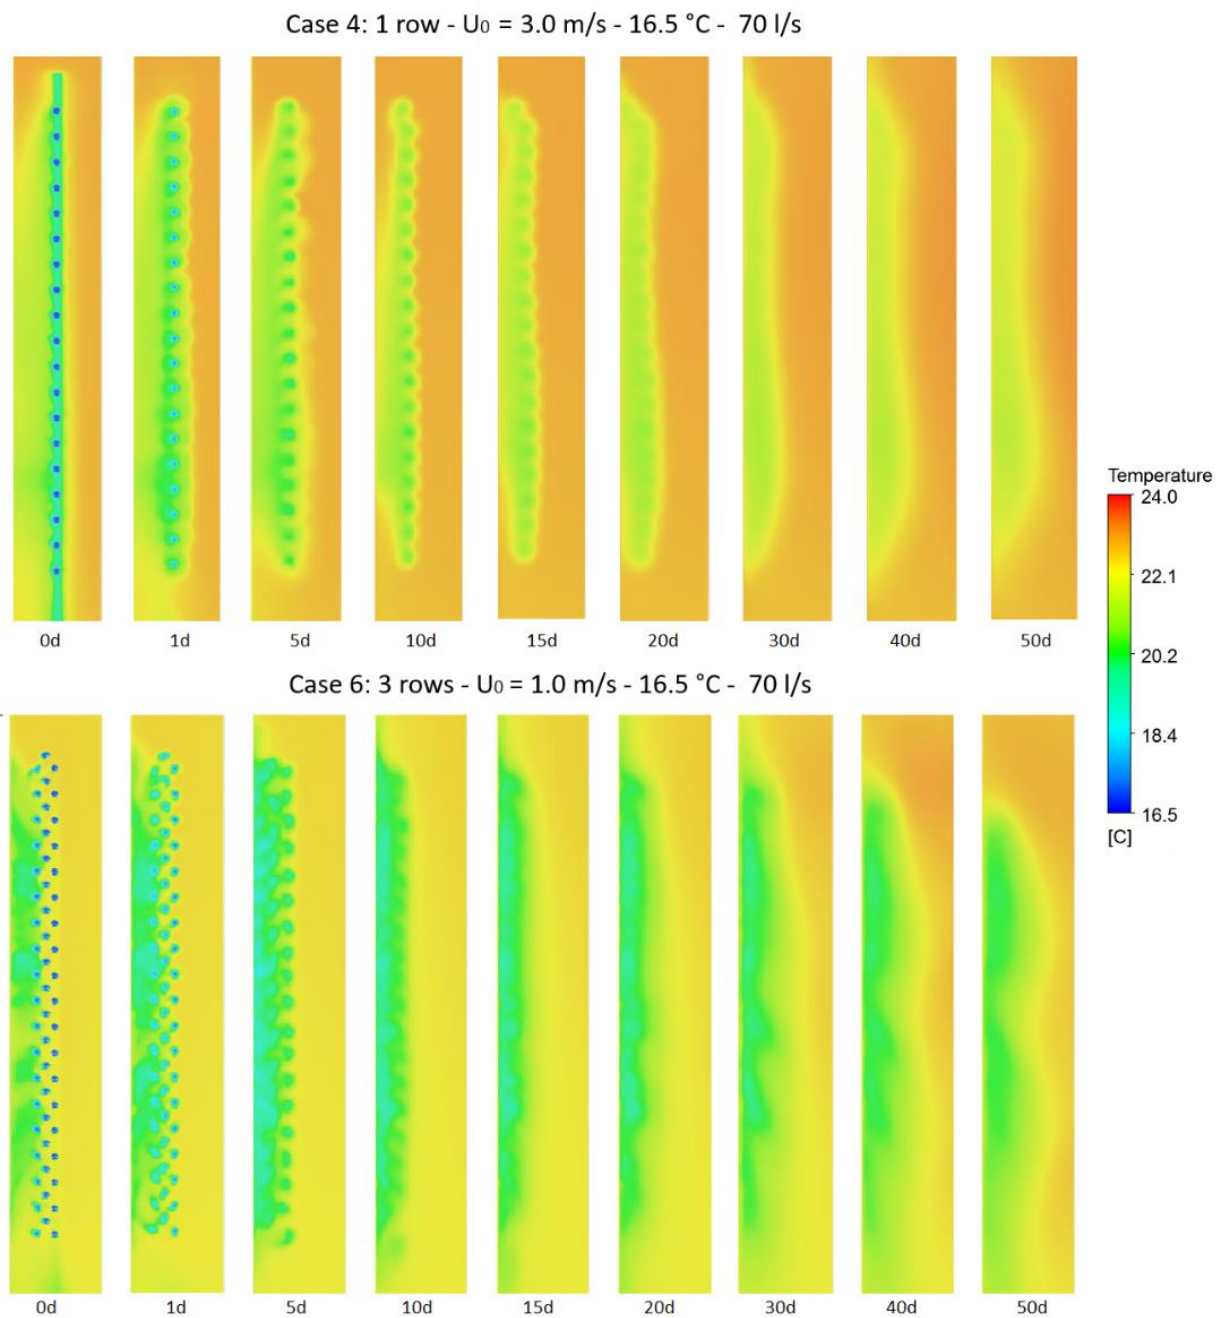 Case 4: 1 row - U₀ = 3.0 m/s - 16.5 °C - 70 l/s
0d 1d 5d 10d 15d 20d 30d 40d 50d
Temperature
24.0
22.1
20.2
18.4
16.5
[C]
Case 6: 3 rows - U₀ = 1.0 m/s - 16.5 °C - 70 l/s
0d 1d 5d 10d 15d 20d 30d 40d 50d